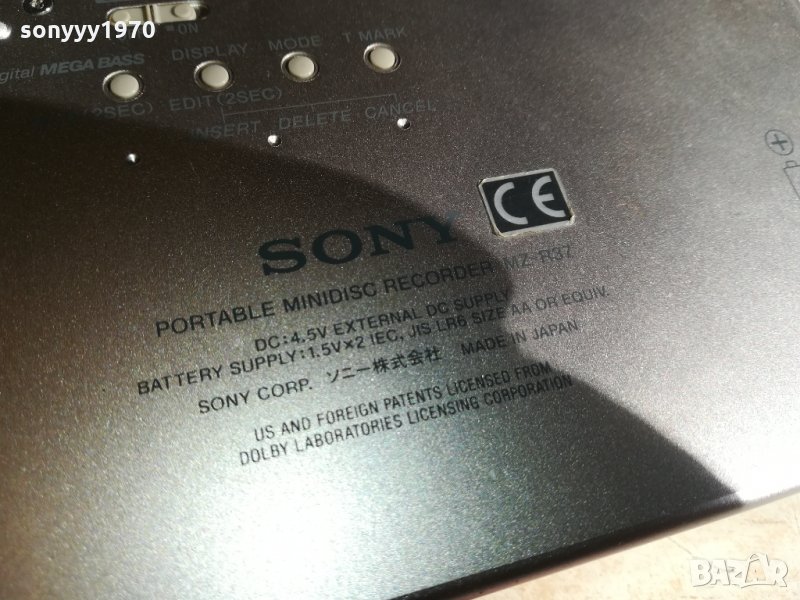 sonyyy1970
ON
DISPLAY MODE T MARK
MEGA BASS
(2SEC) EDIT(2SEC)
INSERT DELETE CANCEL
SONY CE
PORTABLE MINIDISC RECORDER MZ-R37
DC:4.5V EXTERNAL DC SUPPLY
BATTERY SUPPLY:1.5V×2 IEC, JIS LR6 SIZE AA OR EQUIV.
SONY CORP. ソニー株式会社 MADE IN JAPAN
US AND FOREIGN PATENTS LICENSED FROM
DOLBY LABORATORIES LICENSING CORPORATION
BAZAR